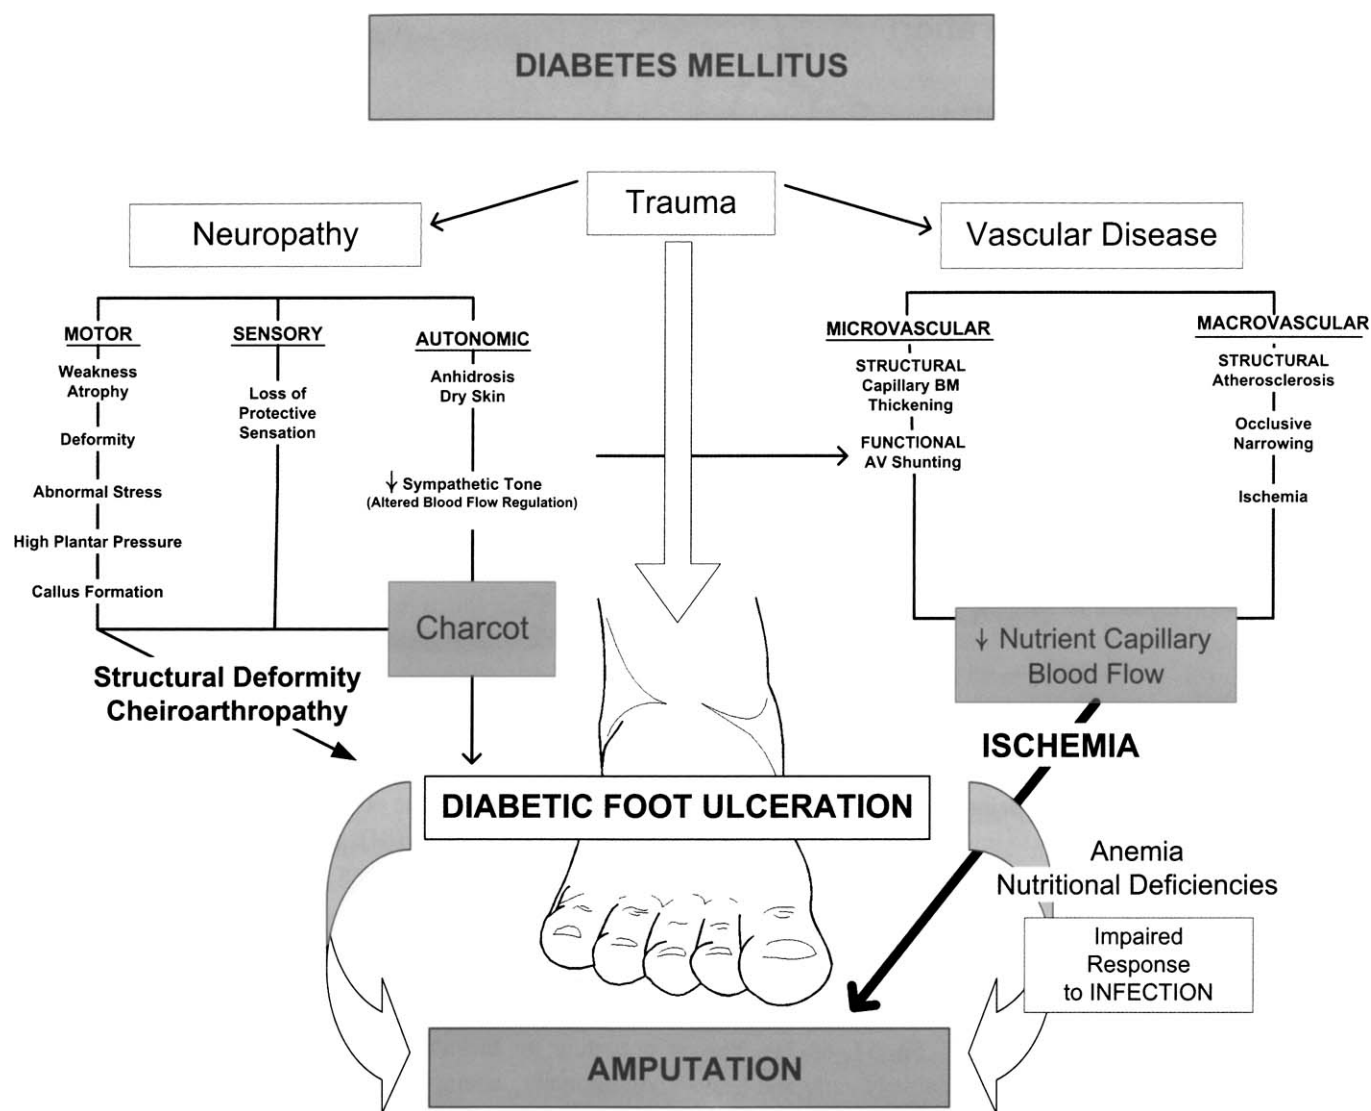 DIABETES MELLITUS
Trauma
Neuropathy
Vascular Disease
MOTOR
Weakness
Atrophy
Deformity
Abnormal Stress
High Plantar Pressure
Callus Formation
SENSORY
Loss of
Protective
Sensation
AUTONOMIC
Anhidrosis
Dry Skin
↓ Sympathetic Tone
(Altered Blood Flow Regulation)
Charcot
Structural Deformity
Cheiroarthropathy
MICROVASCULAR
STRUCTURAL
Capillary BM
Thickening
FUNCTIONAL
AV Shunting
MACROVASCULAR
STRUCTURAL
Atherosclerosis
Occlusive
Narrowing
Ischemia
↓ Nutrient Capillary
Blood Flow
ISCHEMIA
DIABETIC FOOT ULCERATION
Anemia
Nutritional Deficiencies
Impaired
Response
to INFECTION
AMPUTATION